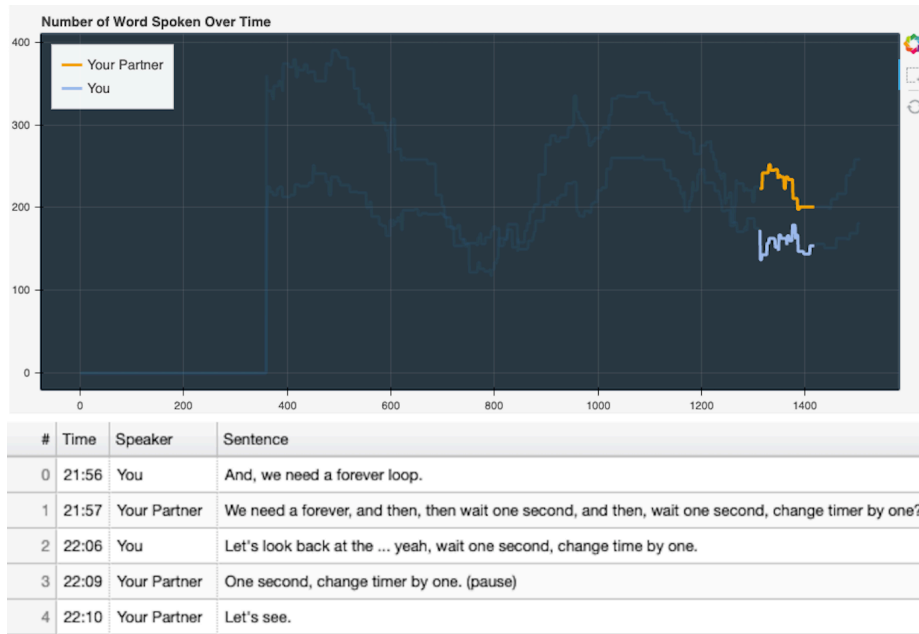 Number of Word Spoken Over Time
400
Your Partner
You
300
200
100
0
0 200 400 600 800 1000 1200 1400
# Time Speaker Sentence
0 21:56 You And, we need a forever loop.
1 21:57 Your Partner We need a forever, and then, then wait one second, and then, wait one second, change timer by one?
2 22:06 You Let's look back at the ... yeah, wait one second, change time by one.
3 22:09 Your Partner One second, change timer by one. (pause)
4 22:10 Your Partner Let's see.